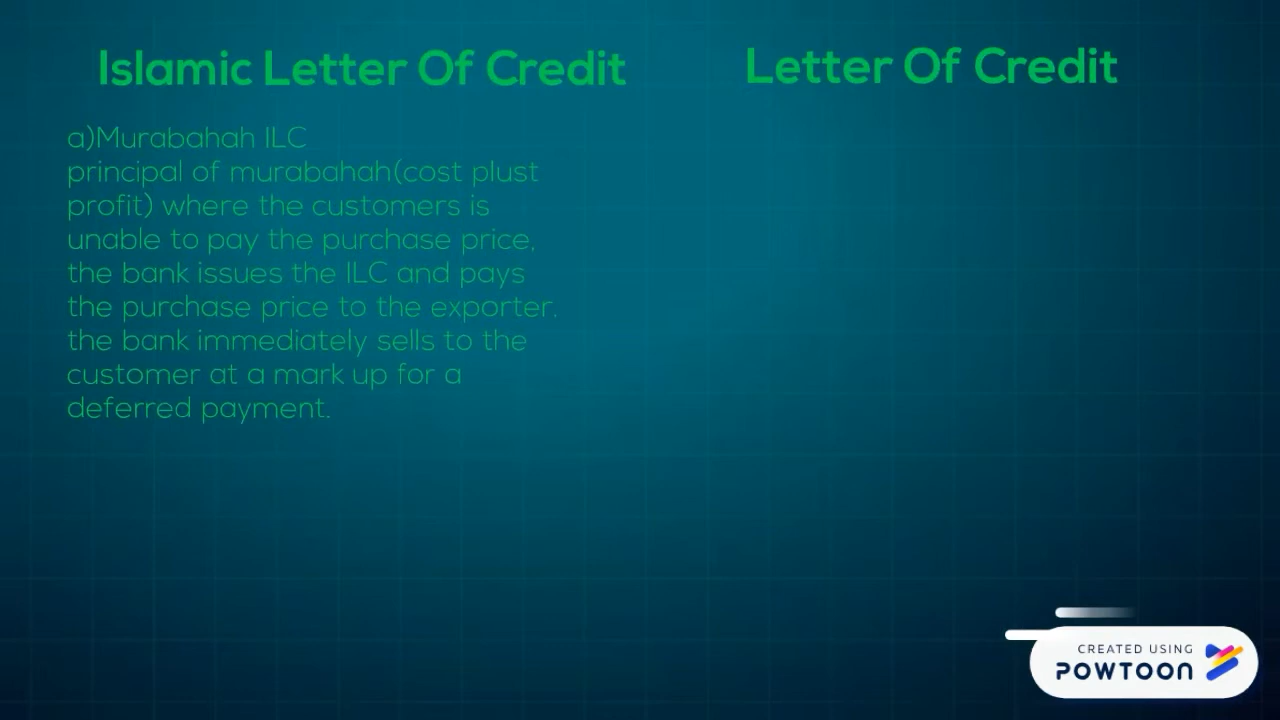 Islamic Letter Of Credit
Letter Of Credit
a)Murabahah ILC
principal of murabahah(cost plust
profit) where the customers is
unable to pay the purchase price,
the bank issues the ILC and pays
the purchase price to the exporter.
the bank immediately sells to the
customer at a mark up for a
deferred payment.
CREATED USING
POWTOON